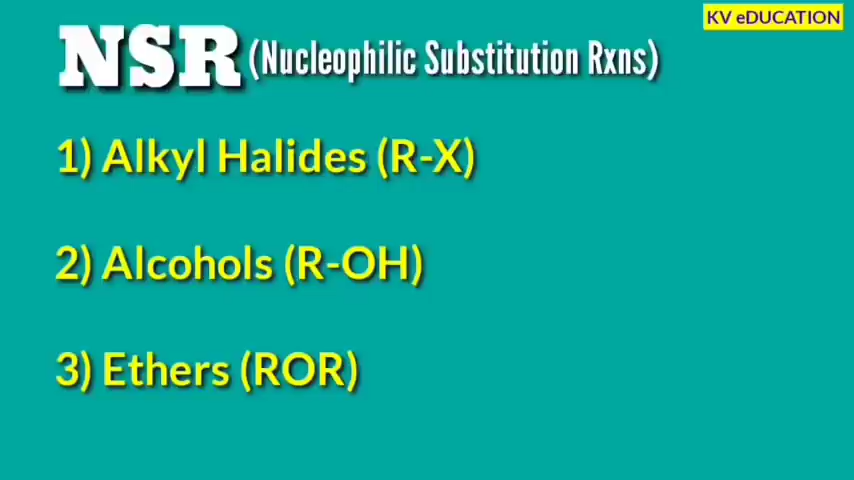 KV eDUCATION
NSR (Nucleophilic Substitution Rxns)
1) Alkyl Halides (R-X)
2) Alcohols (R-OH)
3) Ethers (ROR)